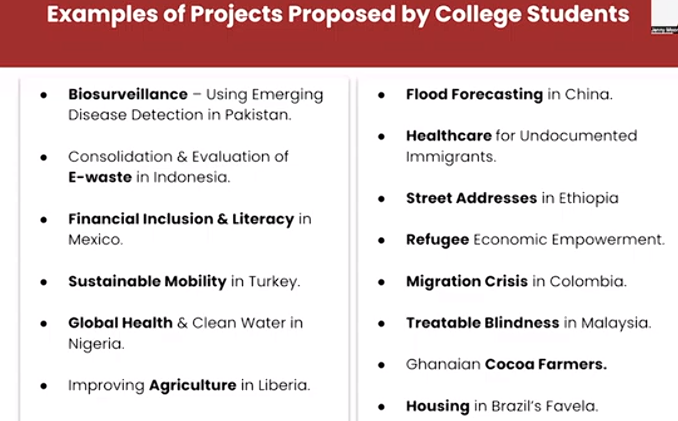 Examples of Projects Proposed by College Students
• Biosurveillance – Using Emerging
Disease Detection in Pakistan.
• Consolidation & Evaluation of
E-waste in Indonesia.
• Financial Inclusion & Literacy in
Mexico.
• Sustainable Mobility in Turkey.
• Global Health & Clean Water in
Nigeria.
• Improving Agriculture in Liberia.
• Flood Forecasting in China.
• Healthcare for Undocumented
Immigrants.
• Street Addresses in Ethiopia
• Refugee Economic Empowerment.
• Migration Crisis in Colombia.
• Treatable Blindness in Malaysia.
• Ghanaian Cocoa Farmers.
• Housing in Brazil’s Favela.